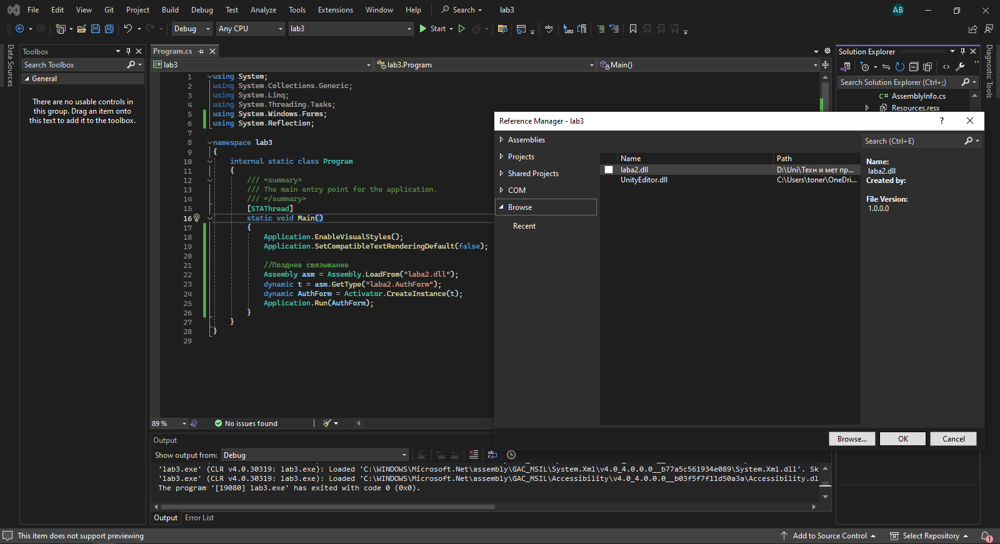 File Edit View Git Project Build Debug Test Analyze Tools Extensions Window Help Search lab3 AB
Debug Any CPU lab3 Start
Data Sources
Toolbox
Search Toolbox
General
There are no usable controls in
this group. Drag an item onto
this text to add it to the toolbox.
Program.cs
C# lab3 lab3.Program Main()
1 using System;
2 using System.Collections.Generic;
3 using System.Linq;
4 using System.Threading.Tasks;
5 using System.Windows.Forms;
6 using System.Reflection;
7
8 namespace lab3
9 {
10 internal static class Program
11 {
12 /// <summary>
13 /// The main entry point for the application.
14 /// </summary>
15 [STAThread]
16 static void Main()
17 {
18 Application.EnableVisualStyles();
19 Application.SetCompatibleTextRenderingDefault(false);
20
21 //Позднее связывание
22 Assembly asm = Assembly.LoadFrom("laba2.dll");
23 dynamic t = asm.GetType("laba2.AuthForm");
24 dynamic AuthForm = Activator.CreateInstance(t);
25 Application.Run(AuthForm);
26 }
27 }
28 }
29
89 % No issues found
Output
Show output from: Debug
'lab3.exe' (CLR v4.0.30319: lab3.exe): Loaded 'C:\WINDOWS\Microsoft.Net\assembly\GAC_MSIL\System.Xml\v4.0_4.0.0.0__b77a5c561934e089\System.Xml.dll'. Sk
'lab3.exe' (CLR v4.0.30319: lab3.exe): Loaded 'C:\WINDOWS\Microsoft.Net\assembly\GAC_MSIL\Accessibility\v4.0_4.0.0.0__b03f5f7f11d50a3a\Accessibility.dl
The program '[19080] lab3.exe' has exited with code 0 (0x0).
Output Error List
Solution Explorer
Search Solution Explorer (Ctrl+;)
C# AssemblyInfo.cs
Resources.resx
Diagnostic Tools
Reference Manager - lab3 ?
Assemblies
Projects
Shared Projects
COM
Browse
Recent
Name Path
laba2.dll D:\Uni\Техн и мет пр...
UnityEditor.dll C:\Users\toner\OneDri...
Search (Ctrl+E)
Name:
laba2.dll
Created by:
File Version:
1.0.0.0
Browse... OK Cancel
This item does not support previewing Add to Source Control Select Repository 1